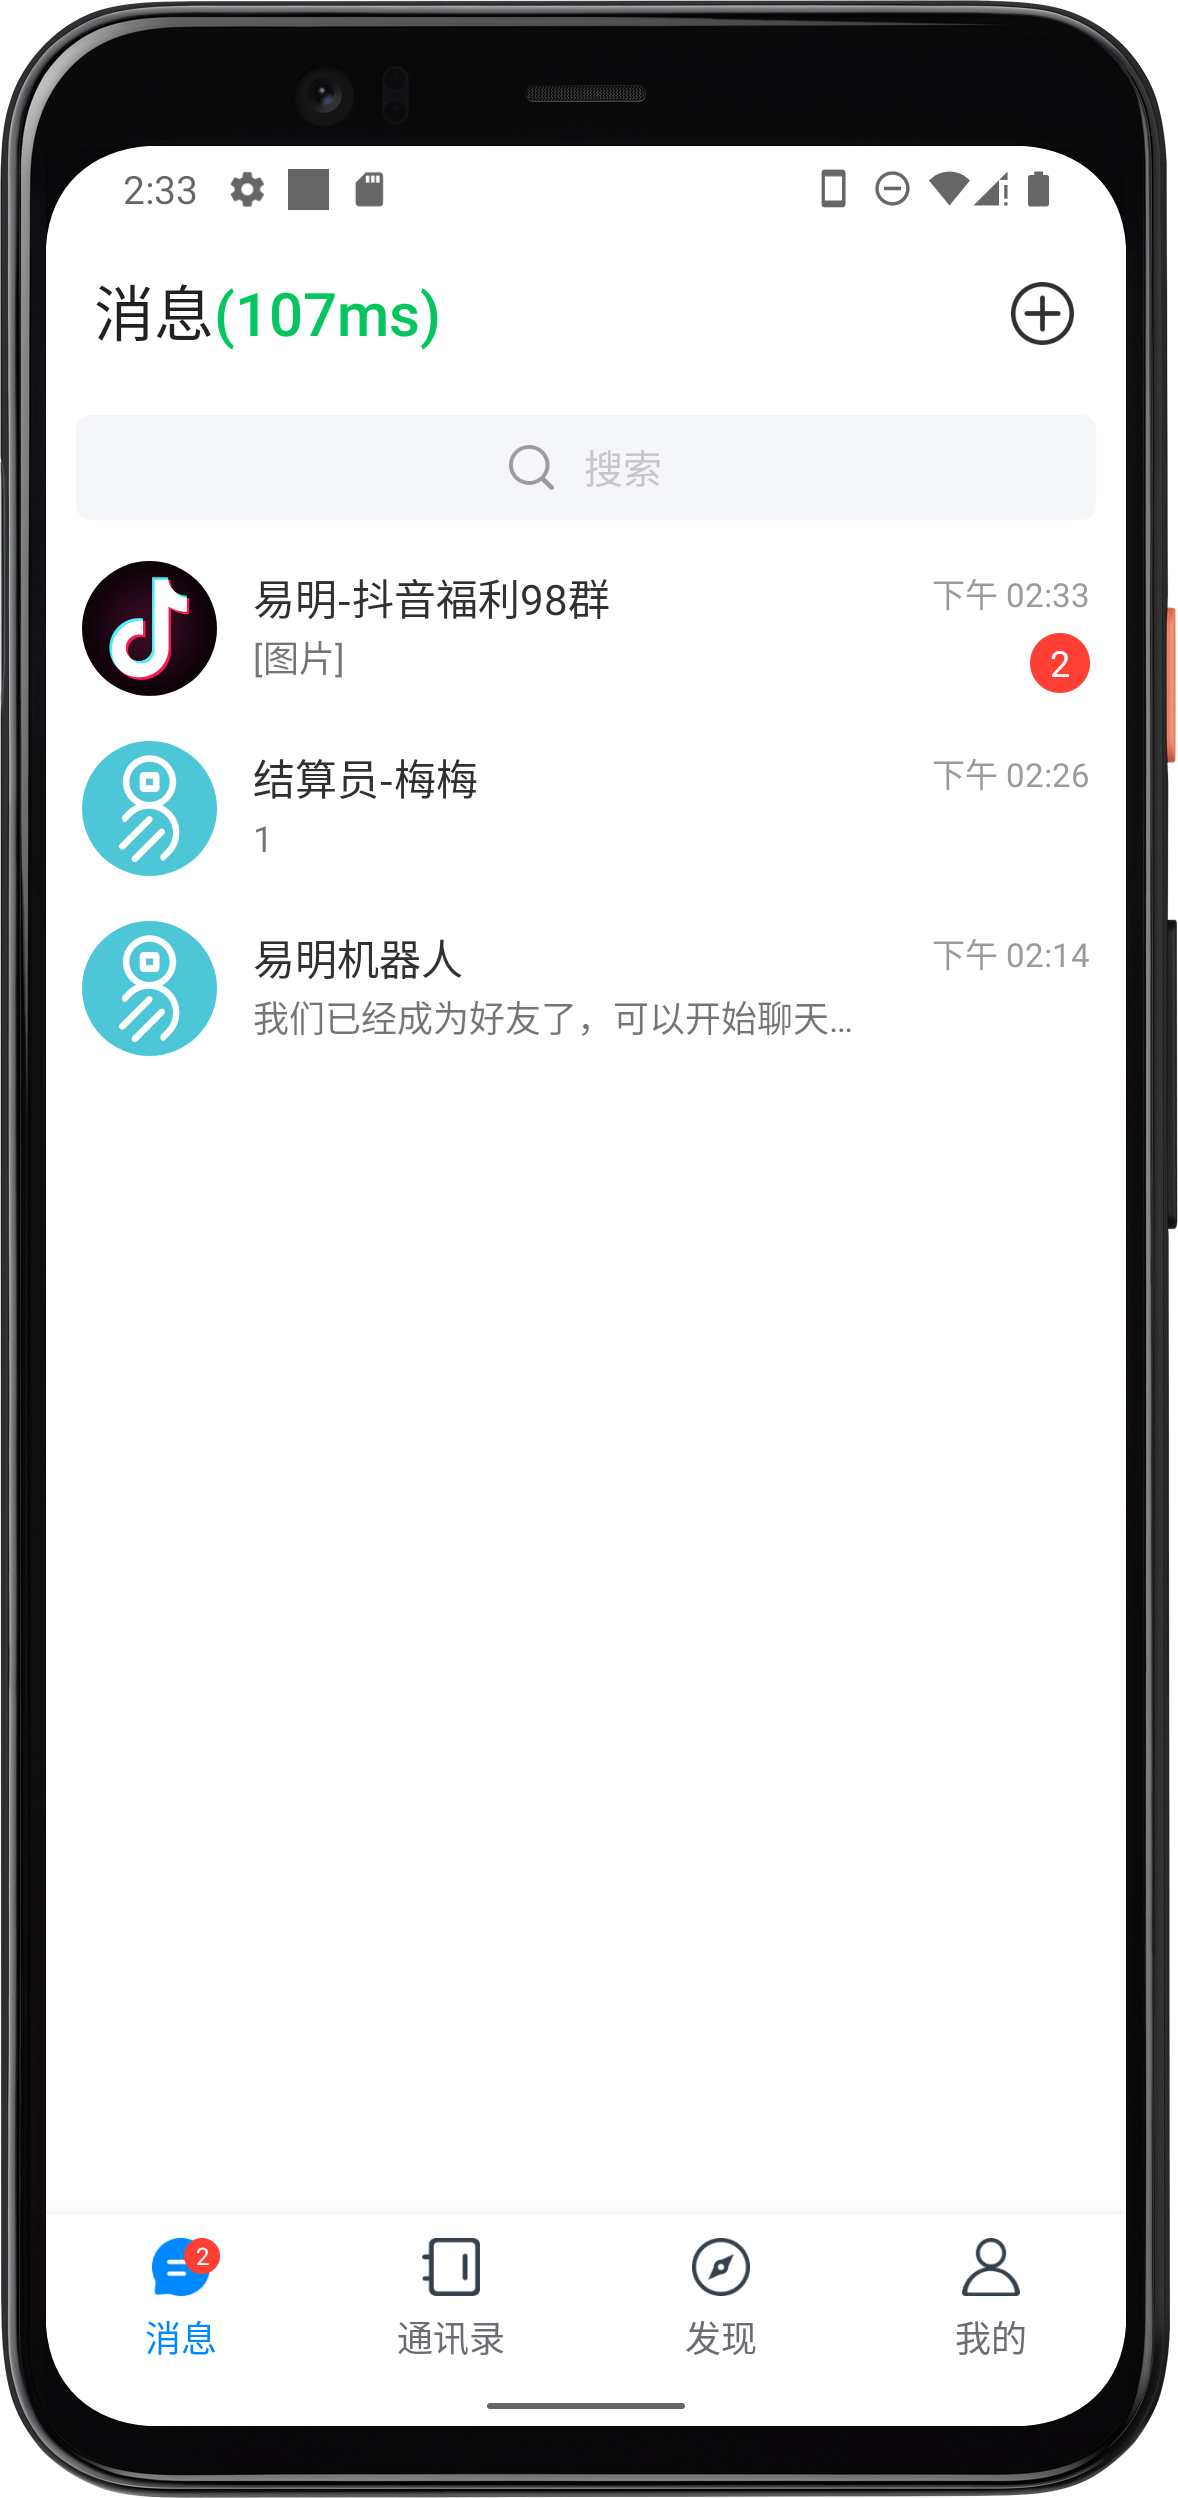 2:33
消息(107ms)
搜索
易明-抖音福利98群
下午 02:33
[图片]
2
结算员-梅梅
下午 02:26
1
易明机器人
下午 02:14
我们已经成为好友了，可以开始聊天...
2
消息
通讯录
发现
我的